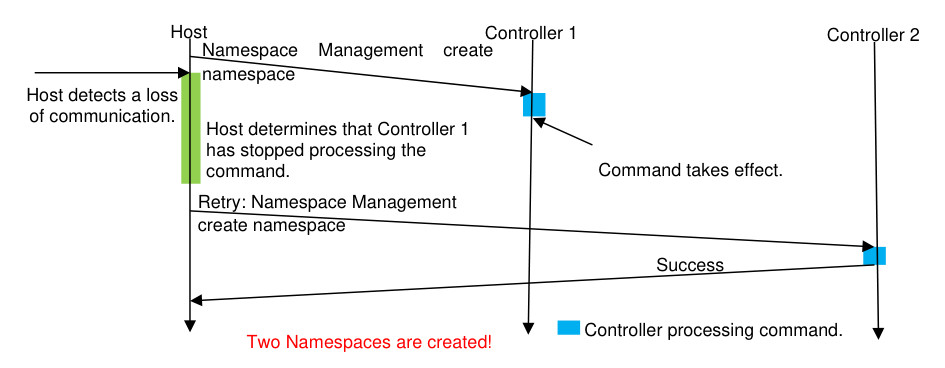 Host
Controller 1
Controller 2
Namespace Management create
namespace
Host detects a loss
of communication.
Host determines that Controller 1
has stopped processing the
command.
Command takes effect.
Retry: Namespace Management
create namespace
Success
Two Namespaces are created!
Controller processing command.